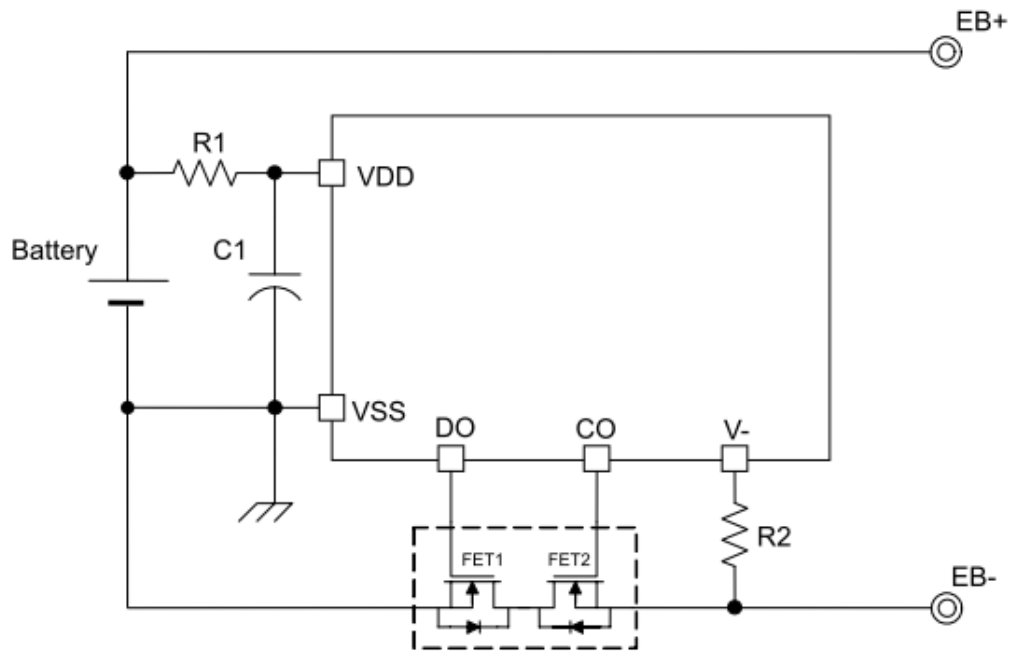 EB+
R1
VDD
Battery
C1
VSS
DO
CO
V-
FET1
FET2
R2
EB-